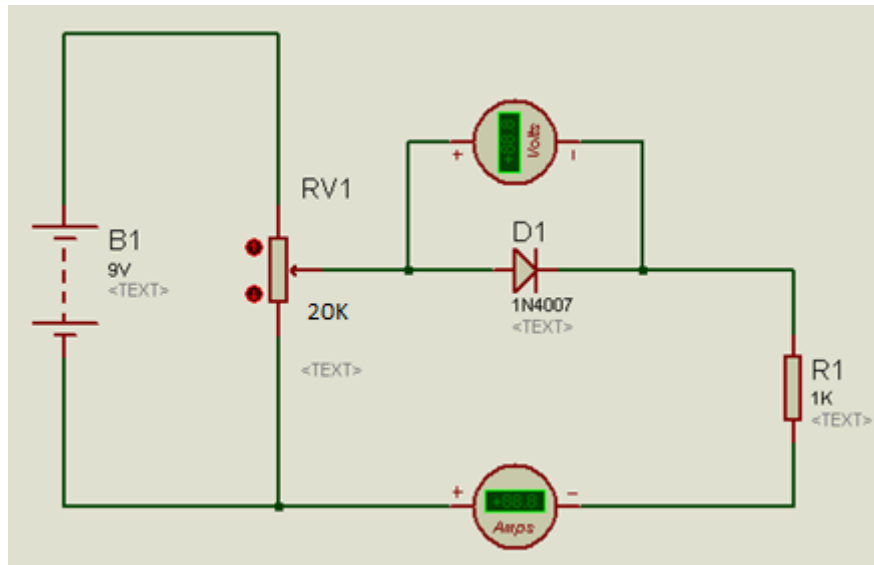 RV1
B1
9V
<TEXT>
20K
<TEXT>
+88.8
Volts
+
-
D1
1N4007
<TEXT>
R1
1K
<TEXT>
+
-
+88.8
Amps